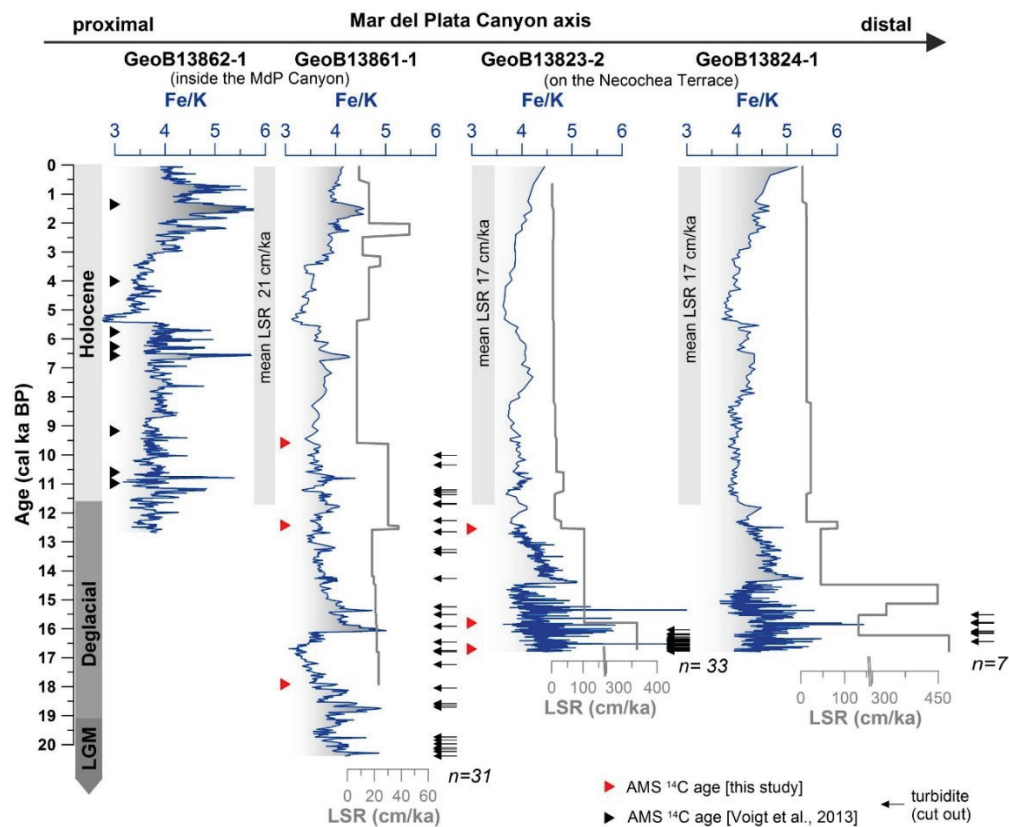 Mar del Plata Canyon axis
proximal distal
GeoB13862-1 GeoB13861-1 GeoB13823-2 GeoB13824-1
(inside the MdP Canyon) (on the Necochea Terrace)
Fe/K Fe/K Fe/K Fe/K
3 4 5 6 3 4 5 6 3 4 5 6 3 4 5 6
Age (cal ka BP)
0
1
2
3
4
5
6
7
8
9
10
11
12
13
14
15
16
17
18
19
20
Holocene
Deglacial
LGM
mean LSR 21 cm/ka
mean LSR 17 cm/ka
mean LSR 17 cm/ka
n=31
0 20 40 60
LSR (cm/ka)
n= 33
0 100 300 400
LSR (cm/ka)
n=7
0 100 300 450
LSR (cm/ka)
AMS ¹⁴C age [this study]
AMS ¹⁴C age [Voigt et al., 2013]
turbidite
(cut out)